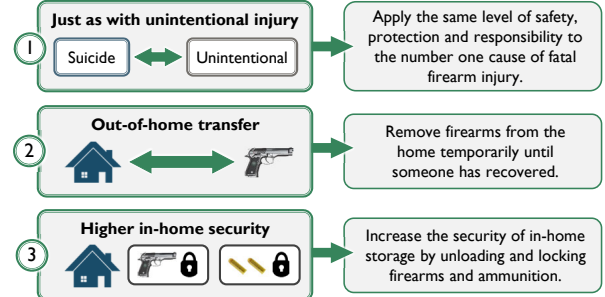 Just as with unintentional injury
1
Suicide
Unintentional
Apply the same level of safety,
protection and responsibility to
the number one cause of fatal
firearm injury.
Out-of-home transfer
2
Remove firearms from the
home temporarily until
someone has recovered.
Higher in-home security
3
Increase the security of in-home
storage by unloading and locking
firearms and ammunition.